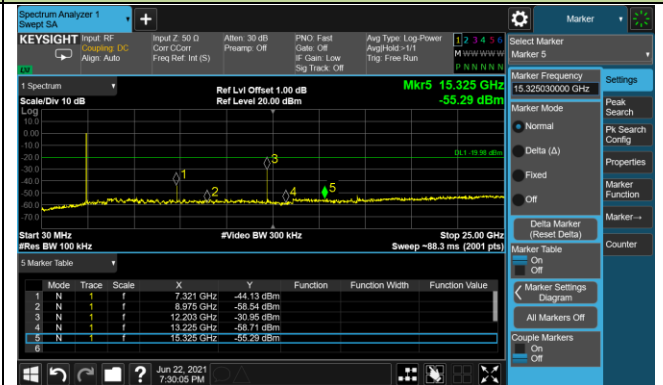 Spectrum Analyzer 1
Swept SA
+
Marker
KEYSIGHT Input: RF Input Z: 50 Ω Atten: 30 dB PNO: Fast Avg Type: Log-Power 1 2 3 4 5 6
Coupling: DC Corr CCorr Preamp: Off Gate: Off Avg|Hold:>1/1 M W W W W W
Align: Auto Freq Ref: Int (S) IF Gain: Low Trig: Free Run P N N N N N
Sig Track: Off
Select Marker
Marker 5
1 Spectrum Ref Lvl Offset 1.00 dB Mkr5 15.325 GHz
Scale/Div 10 dB Ref Level 20.00 dBm -55.29 dBm
Log
10.0
0.00
-10.0
-20.0
-30.0
-40.0
-50.0
-60.0
-70.0
DL1 -19.98 dBm
1
2
3
4
5
Start 30 MHz #Video BW 300 kHz Stop 25.00 GHz
#Res BW 100 kHz Sweep ~88.3 ms (2001 pts)
5 Marker Table
Mode Trace Scale X Y Function Function Width Function Value
1 N 1 f 7.321 GHz -44.13 dBm
2 N 1 f 8.975 GHz -58.54 dBm
3 N 1 f 12.203 GHz -30.95 dBm
4 N 1 f 13.225 GHz -58.71 dBm
5 N 1 f 15.325 GHz -55.29 dBm
6
Marker Frequency
15.325030000 GHz
Marker Mode
Normal
Delta (Δ)
Fixed
Off
Delta Marker
(Reset Delta)
Marker Table
On
Off
Marker Settings
Diagram
All Markers Off
Couple Markers
On
Off
Settings
Peak
Search
Pk Search
Config
Properties
Marker
Function
Marker→
Counter
? Jun 22, 2021
7:30:05 PM